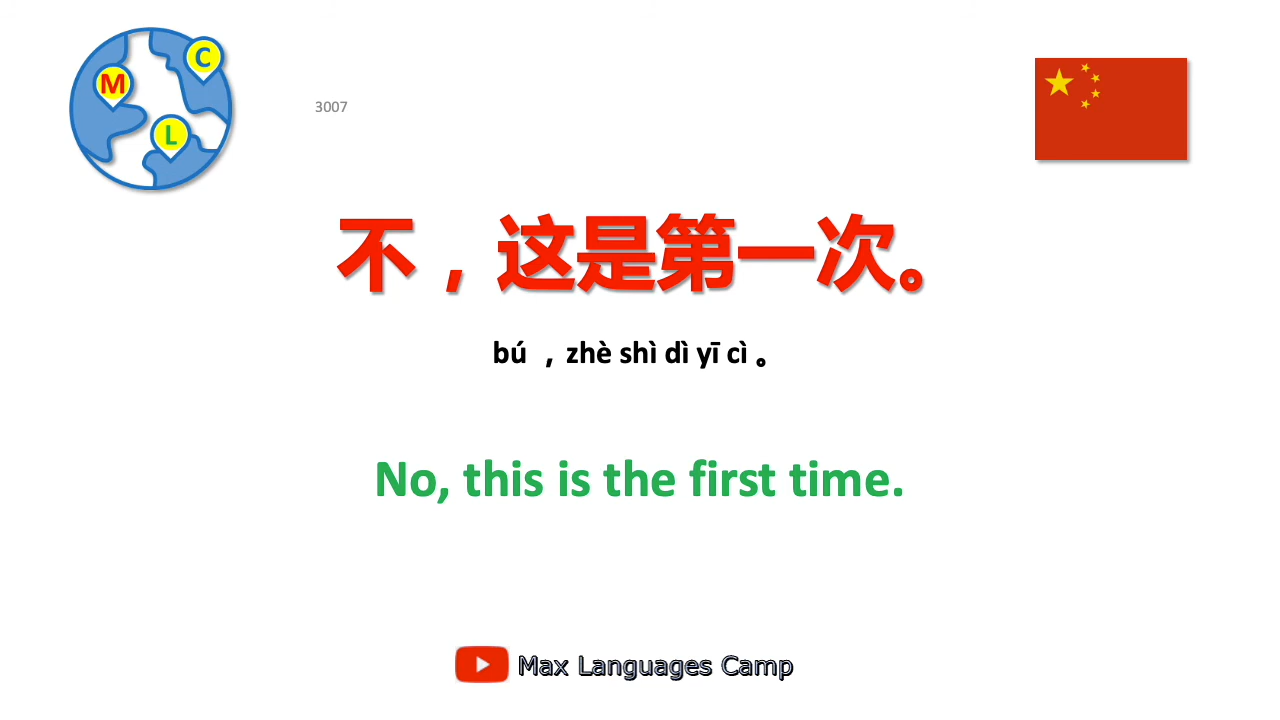 M
C
L
3007
不，这是第一次。
bú ，zhè shì dì yī cì 。
No, this is the first time.
Max Languages Camp